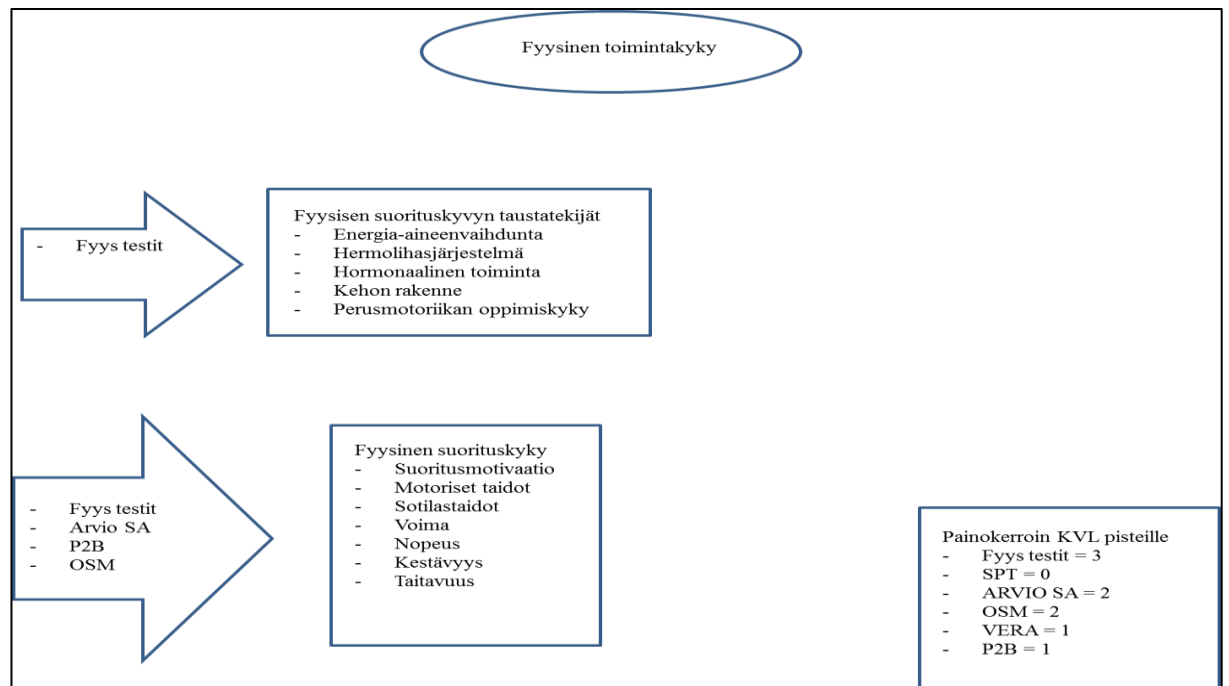 Fyysinen toimintakyky
- Fyys testit
Fyysisen suorituskyvyn taustatekijät
- Energia-aineenvaihdunta
- Hermolihasjärjestelmä
- Hormonaalinen toiminta
- Kehon rakenne
- Perusmotoriikan oppimiskyky
- Fyys testit
- Arvio SA
- P2B
- OSM
Fyysinen suorituskyky
- Suoritusmotivaatio
- Motoriset taidot
- Sotilastaidot
- Voima
- Nopeus
- Kestävyys
- Taitavuus
Painokerroin KVL pisteille
- Fyys testit = 3
- SPT = 0
- ARVIO SA = 2
- OSM = 2
- VERA = 1
- P2B = 1